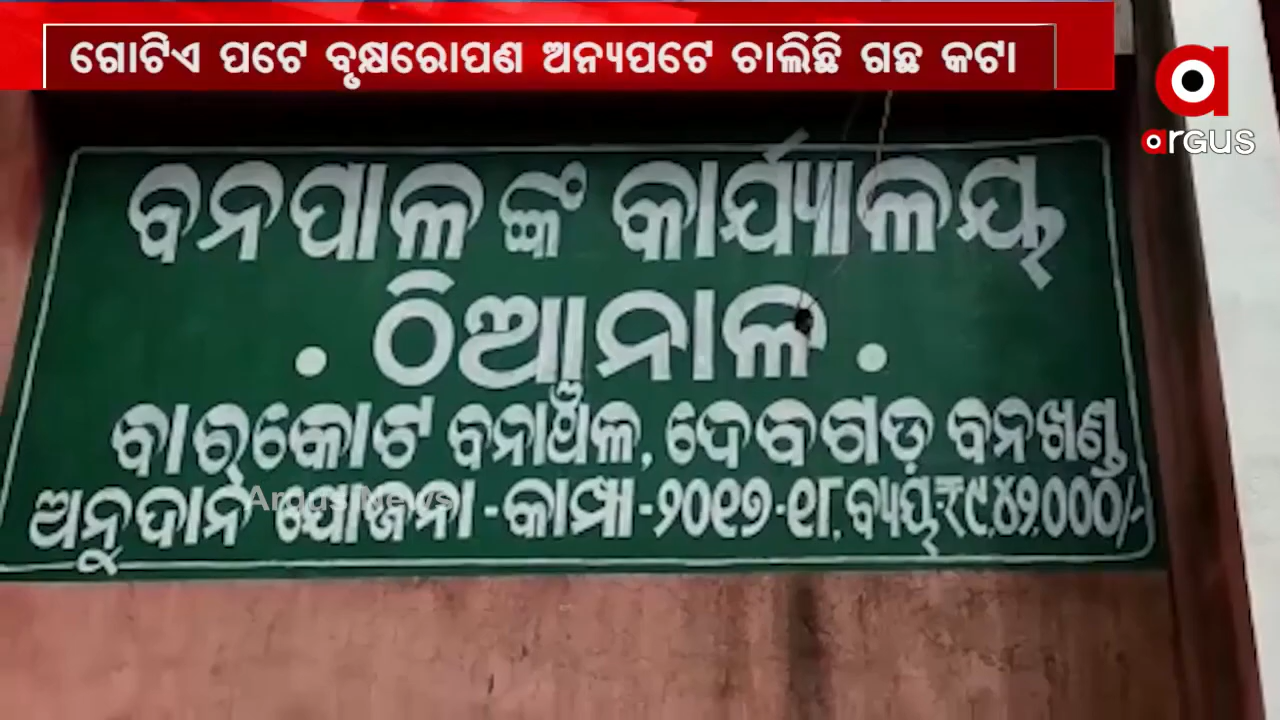 ଗୋଟିଏ ପଟେ ବୃକ୍ଷରୋପଣ ଅନ୍ୟପଟେ ଚାଲିଛି ଗଛ କଟା
argus
ବନପାଳଙ୍କ କାର୍ଯ୍ୟାଳୟ
• ଠିଆନାଳ •
ବାରକୋଟ ବନାଞ୍ଚଳ, ଦେବଗଡ଼ ବନଖଣ୍ଡ
ଅନୁଦାନ ଯୋଜନା-କାମ୍ପା-୨୦୧୭-୧୮, ବ୍ୟୟ-₹୯,୪୨,୦୦୦/-
Argus News